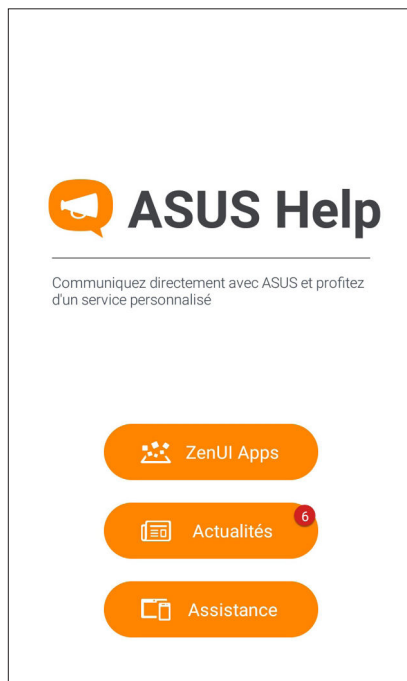 ASUS Help
Communiquez directement avec ASUS et profitez
d'un service personnalisé
ZenUI Apps
6
Actualités
Assistance